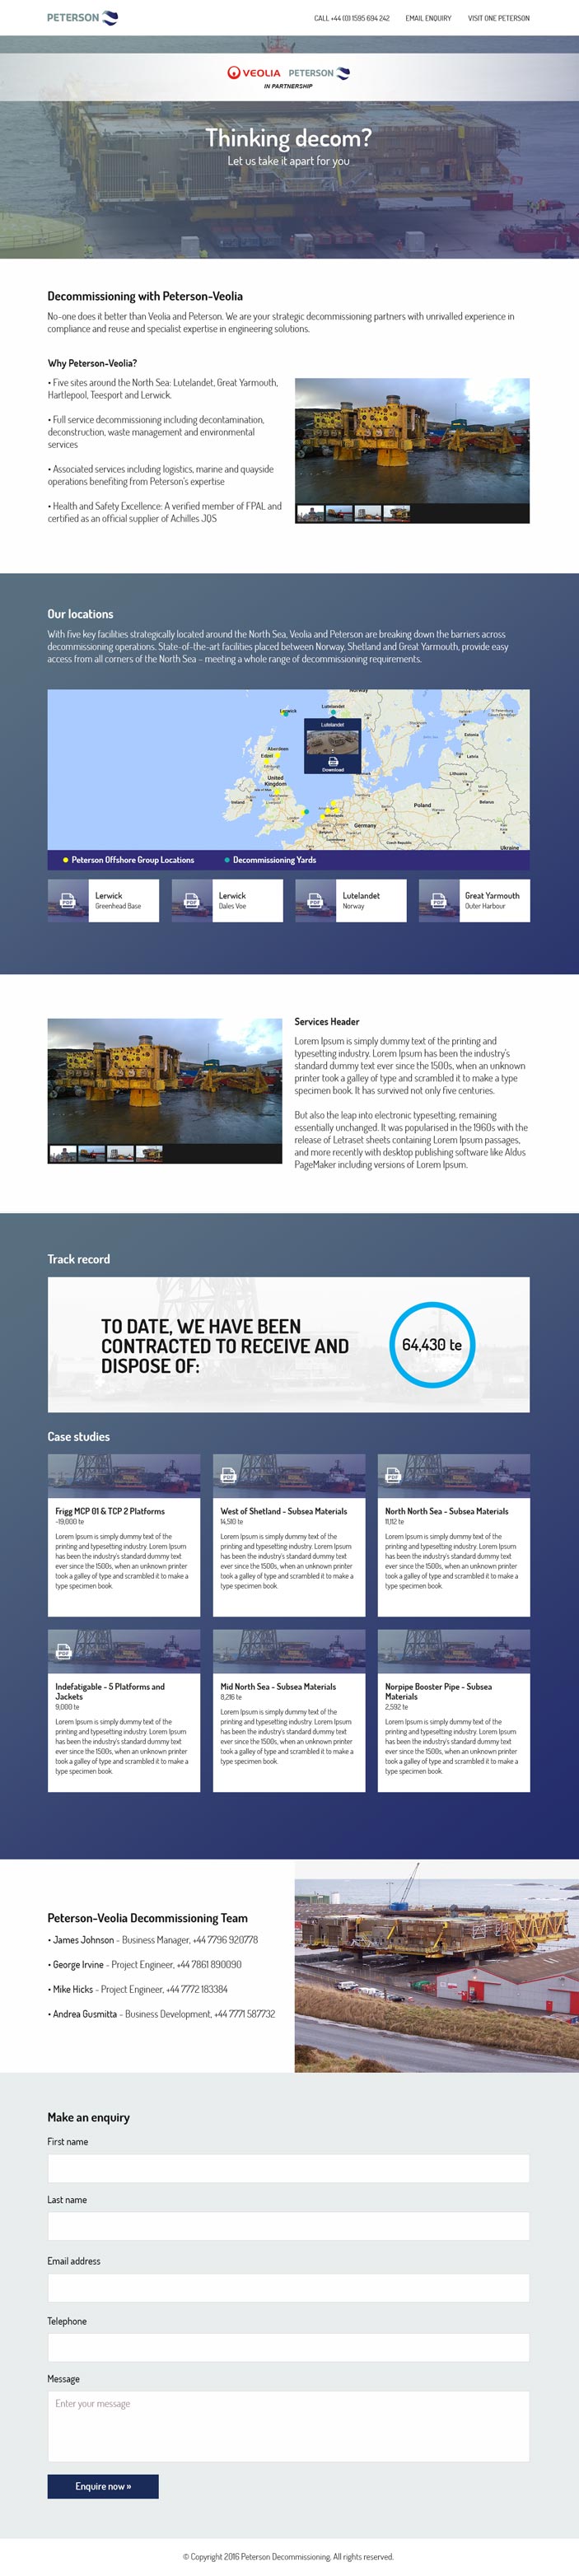 PETERSON
CALL +44 (0) 1595 694 242 EMAIL ENQUIRY VISIT ONE PETERSON
VEOLIA PETERSON
IN PARTNERSHIP
Thinking decom?
Let us take it apart for you
Decommissioning with Peterson-Veolia
No-one does it better than Veolia and Peterson. We are your strategic decommissioning partners with unrivalled experience in
compliance and reuse and specialist expertise in engineering solutions.
Why Peterson-Veolia?
• Five sites around the North Sea: Lutelandet, Great Yarmouth,
Hartlepool, Teesport and Lerwick.
• Full service decommissioning including decontamination,
deconstruction, waste management and environmental
services
• Associated services including logistics, marine and quayside
operations benefiting from Peterson's expertise
• Health and Safety Excellence: A verified member of FPAL and
certified as an official supplier of Achilles JQS
Our locations
With five key facilities strategically located around the North Sea, Veolia and Peterson are breaking down the barriers across
decommissioning operations. State-of-the-art facilities placed between Norway, Shetland and Great Yarmouth, provide easy
access from all corners of the North Sea – meeting a whole range of decommissioning requirements.
Norway
Lerwick
Lutelandet
Lutelandet
Download
Aberdeen
United
Kingdom
Ireland
Estonia
Latvia
Lithuania
Belarus
Poland
Germany
Ukraine
Peterson Offshore Group Locations Decommissioning Yards
PDF Lerwick
Greenhead Base
PDF Lerwick
Dales Voe
PDF Lutelandet
Norway
PDF Great Yarmouth
Outer Harbour
Services Header
Lorem Ipsum is simply dummy text of the printing and
typesetting industry. Lorem Ipsum has been the industry's
standard dummy text ever since the 1500s, when an unknown
printer took a galley of type and scrambled it to make a type
specimen book. It has survived not only five centuries.
But also the leap into electronic typesetting, remaining
essentially unchanged. It was popularised in the 1960s with the
release of Letraset sheets containing Lorem Ipsum passages,
and more recently with desktop publishing software like Aldus
PageMaker including versions of Lorem Ipsum.
Track record
TO DATE, WE HAVE BEEN
CONTRACTED TO RECEIVE AND
DISPOSE OF:
64,430 te
Case studies
Frigg MCP 01 & TCP 2 Platforms
-19,000 te
Lorem Ipsum is simply dummy text of the
printing and typesetting industry. Lorem Ipsum
has been the industry's standard dummy text
ever since the 1500s, when an unknown printer
took a galley of type and scrambled it to make a
type specimen book.
PDF
West of Shetland - Subsea Materials
14,510 te
Lorem Ipsum is simply dummy text of the
printing and typesetting industry. Lorem Ipsum
has been the industry's standard dummy text
ever since the 1500s, when an unknown printer
took a galley of type and scrambled it to make a
type specimen book.
PDF
North North Sea - Subsea Materials
11,112 te
Lorem Ipsum is simply dummy text of the
printing and typesetting industry. Lorem Ipsum
has been the industry's standard dummy text
ever since the 1500s, when an unknown printer
took a galley of type and scrambled it to make a
type specimen book.
PDF
Indefatigable - 5 Platforms and
Jackets
9,000 te
Lorem Ipsum is simply dummy text of the
printing and typesetting industry. Lorem Ipsum
has been the industry's standard dummy text
ever since the 1500s, when an unknown printer
took a galley of type and scrambled it to make a
type specimen book.
Mid North Sea - Subsea Materials
8,216 te
Lorem Ipsum is simply dummy text of the
printing and typesetting industry. Lorem Ipsum
has been the industry's standard dummy text
ever since the 1500s, when an unknown printer
took a galley of type and scrambled it to make a
type specimen book.
Norpipe Booster Pipe - Subsea
Materials
2,592 te
Lorem Ipsum is simply dummy text of the
printing and typesetting industry. Lorem Ipsum
has been the industry's standard dummy text
ever since the 1500s, when an unknown printer
took a galley of type and scrambled it to make a
type specimen book.
Peterson-Veolia Decommissioning Team
• James Johnson - Business Manager, +44 7796 920778
• George Irvine - Project Engineer, +44 7861 890090
• Mike Hicks - Project Engineer, +44 7772 183384
• Andrea Gusmitta - Business Development, +44 7771 587732
Make an enquiry
First name
Last name
Email address
Telephone
Message
Enter your message
Enquire now »
© Copyright 2016 Peterson Decommissioning. All rights reserved.